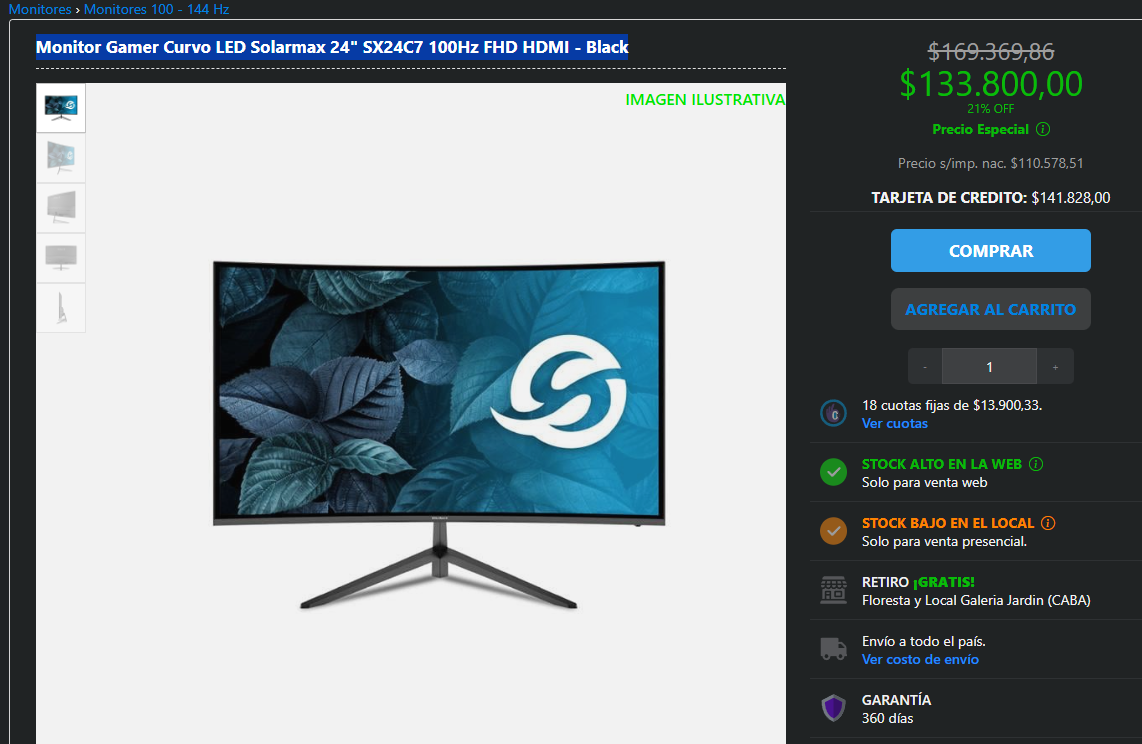 Monitores › Monitores 100 - 144 Hz
Monitor Gamer Curvo LED Solarmax 24" SX24C7 100Hz FHD HDMI - Black
IMAGEN ILUSTRATIVA
$169.369,86
$133.800,00
21% OFF
Precio Especial
Precio s/imp. nac. $110.578,51
TARJETA DE CREDITO: $141.828,00
COMPRAR
AGREGAR AL CARRITO
- 1 +
18 cuotas fijas de $13.900,33.
Ver cuotas
STOCK ALTO EN LA WEB
Solo para venta web
STOCK BAJO EN EL LOCAL
Solo para venta presencial.
RETIRO ¡GRATIS!
Floresta y Local Galeria Jardin (CABA)
Envío a todo el país.
Ver costo de envío
GARANTÍA
360 días